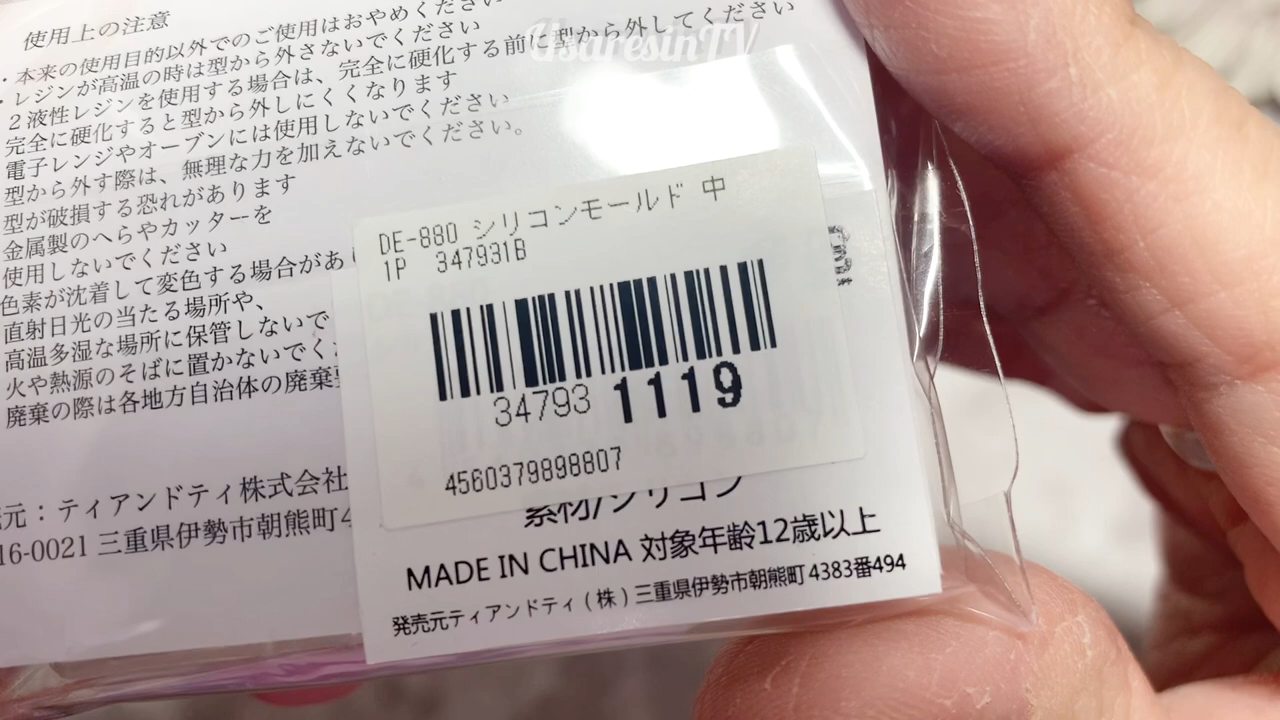 UsaresinTV
使用上の注意
・本来の使用目的以外でのご使用はおやめください
・レジンが高温の時は型から外さないでください
２液性レジンを使用する場合は、完全に硬化する前に型から外してください
完全に硬化すると型から外しにくくなります
電子レンジやオーブンには使用しないでください
型から外す際は、無理な力を加えないでください。
型が破損する恐れがあります
金属製のへらやカッターを
使用しないでください
色素が沈着して変色する場合があ
直射日光の当たる場所や、
高温多湿な場所に保管しないで
火や熱源のそばに置かないでく
廃棄の際は各地方自治体の廃棄
元：ティアンドティ株式会社
16-0021 三重県伊勢市朝熊町4
DE-880 シリコンモールド 中
1P 347931B
34793 1119
4560379898807
素材/シリコン
MADE IN CHINA 対象年齢12歳以上
発売元ティアンドティ（株）三重県伊勢市朝熊町4383番494